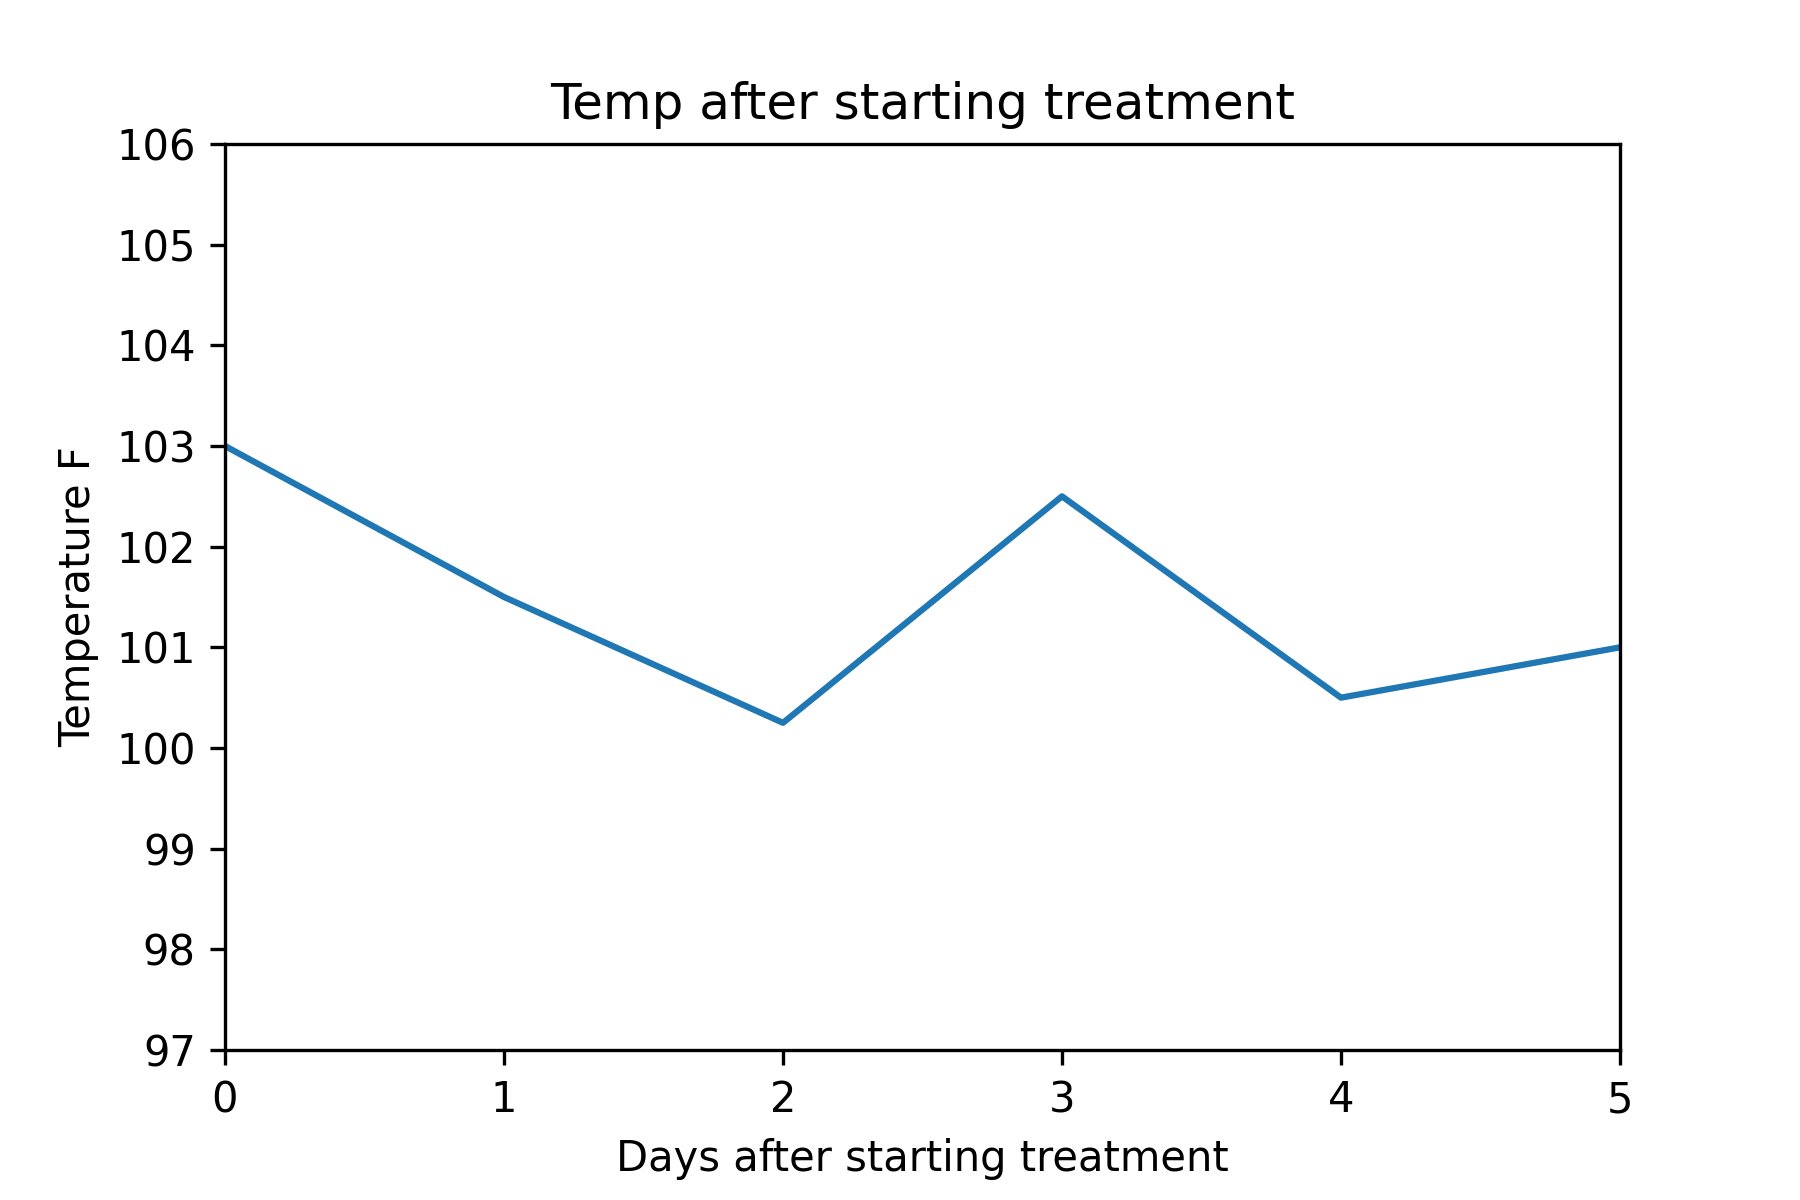 Temp after starting treatment
106
105
104
103
102
101
100
99
98
97
Temperature F
0 1 2 3 4 5
Days after starting treatment